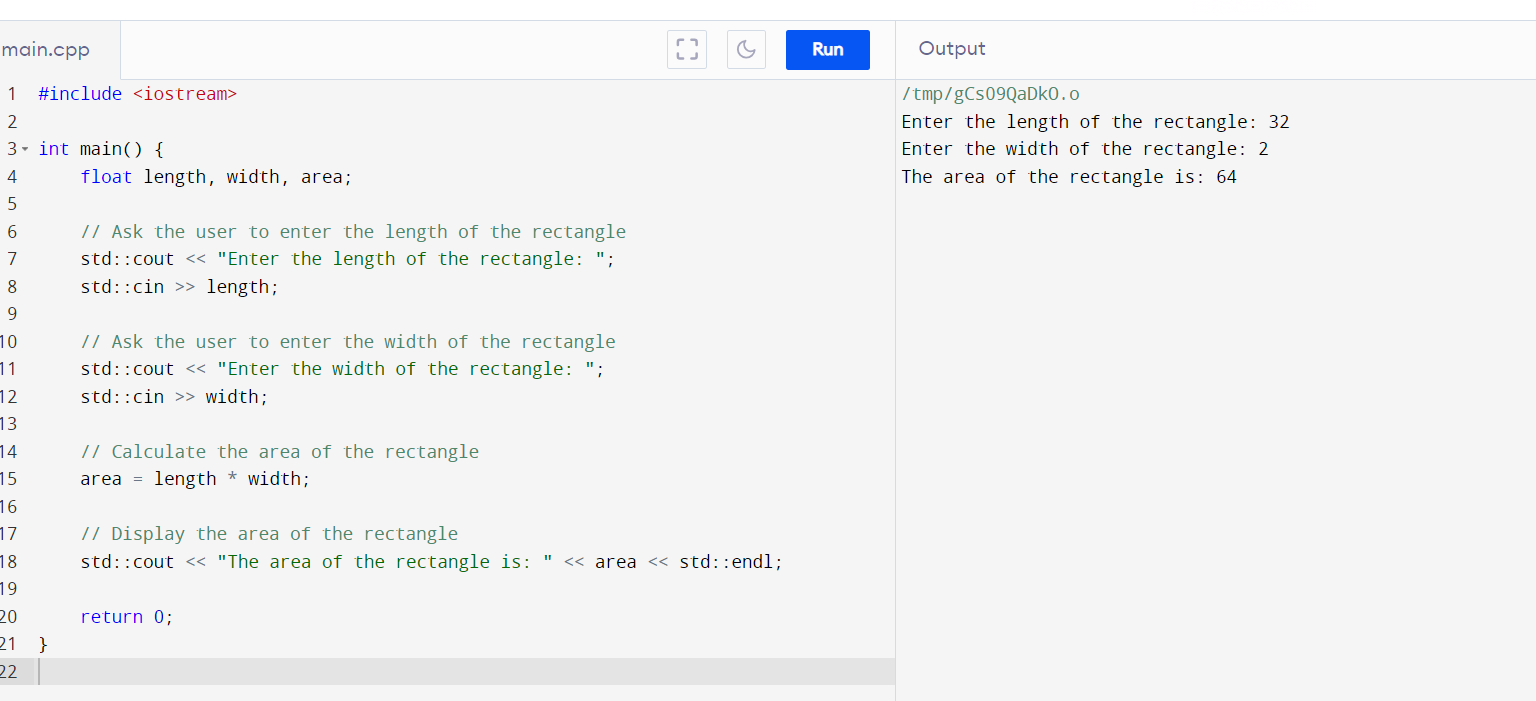 main.cpp
Run
Output
1 #include <iostream>
2
3 int main() {
4     float length, width, area;
5
6     // Ask the user to enter the length of the rectangle
7     std::cout << "Enter the length of the rectangle: ";
8     std::cin >> length;
9
10     // Ask the user to enter the width of the rectangle
11     std::cout << "Enter the width of the rectangle: ";
12     std::cin >> width;
13
14     // Calculate the area of the rectangle
15     area = length * width;
16
17     // Display the area of the rectangle
18     std::cout << "The area of the rectangle is: " << area << std::endl;
19
20     return 0;
21 }
22
/tmp/gCs09QaDkO.o
Enter the length of the rectangle: 32
Enter the width of the rectangle: 2
The area of the rectangle is: 64